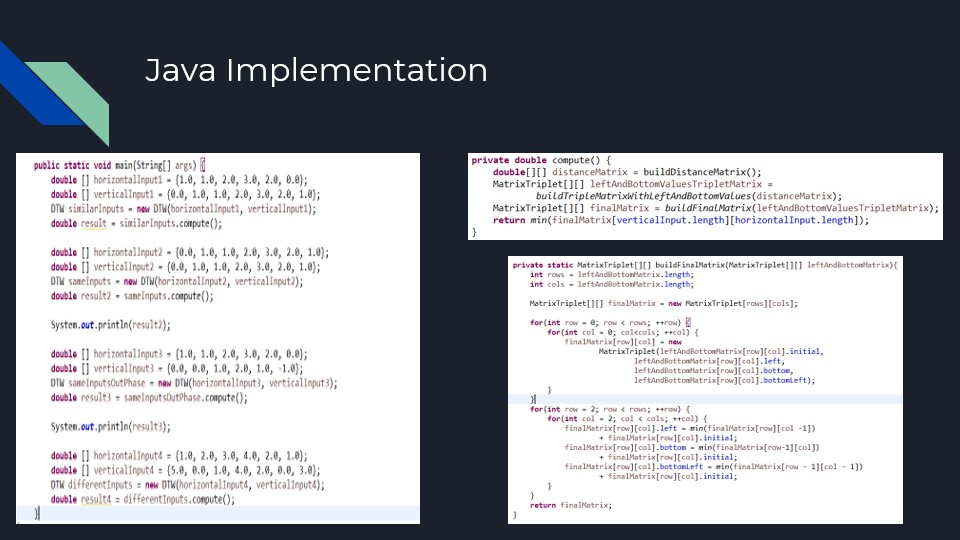 Java Implementation
public static void main(String[] args) {
double [] horizontalInput1 = {1.0, 1.0, 2.0, 3.0, 2.0, 0.0};
double [] verticalInput1 = {0.0, 1.0, 1.0, 2.0, 3.0, 2.0, 1.0};
DTW similarInputs = new DTW(horizontalInput1, verticalInput1);
double result = similarInputs.compute();
double [] horizontalInput2 = {0.0, 1.0, 1.0, 2.0, 3.0, 2.0, 1.0};
double [] verticalInput2 = {0.0, 1.0, 1.0, 2.0, 3.0, 2.0, 1.0};
DTW sameInputs = new DTW(horizontalInput2, verticalInput2);
double result2 = sameInputs.compute();
System.out.println(result2);
double [] horizontalInput3 = {1.0, 1.0, 2.0, 3.0, 2.0, 0.0};
double [] verticalInput3 = {0.0, 0.0, 1.0, 2.0, 1.0, -1.0};
DTW sameInputsOutPhase = new DTW(horizontalInput3, verticalInput3);
double result3 = sameInputsOutPhase.compute();
System.out.println(result3);
double [] horizontalInput4 = {1.0, 2.0, 3.0, 4.0, 2.0, 1.0};
double [] verticalInput4 = {5.0, 0.0, 1.0, 4.0, 2.0, 0.0, 3.0};
DTW differentInputs = new DTW(horizontalInput4, verticalInput4);
double result4 = differentInputs.compute();
}
private double compute() {
double[][] distanceMatrix = buildDistanceMatrix();
MatrixTriplet[][] leftAndBottomValuesTripletMatrix =
buildTripleMatrixWithLeftAndBottomValues(distanceMatrix);
MatrixTriplet[][] finalMatrix = buildFinalMatrix(leftAndBottomValuesTripletMatrix);
return min(finalMatrix[verticalInput.length][horizontalInput.length]);
}
private static MatrixTriplet[][] buildFinalMatrix(MatrixTriplet[][] leftAndBottomMatrix){
int rows = leftAndBottomMatrix.length;
int cols = leftAndBottomMatrix.length;
MatrixTriplet[][] finalMatrix = new MatrixTriplet[rows][cols];
for(int row = 0; row < rows; ++row) {
for(int col = 0; col<cols; ++col) {
finalMatrix[row][col] = new
MatrixTriplet(leftAndBottomMatrix[row][col].initial,
leftAndBottomMatrix[row][col].left,
leftAndBottomMatrix[row][col].bottom,
leftAndBottomMatrix[row][col].bottomLeft);
}
}
for(int row = 2; row < rows; ++row) {
for(int col = 2; col < cols; ++col) {
finalMatrix[row][col].left = min(finalMatrix[row][col -1])
+ finalMatrix[row][col].initial;
finalMatrix[row][col].bottom = min(finalMatrix[row-1][col])
+ finalMatrix[row][col].initial;
finalMatrix[row][col].bottomLeft = min(finalMatrix[row - 1][col - 1])
+ finalMatrix[row][col].initial;
}
}
return finalMatrix;
}